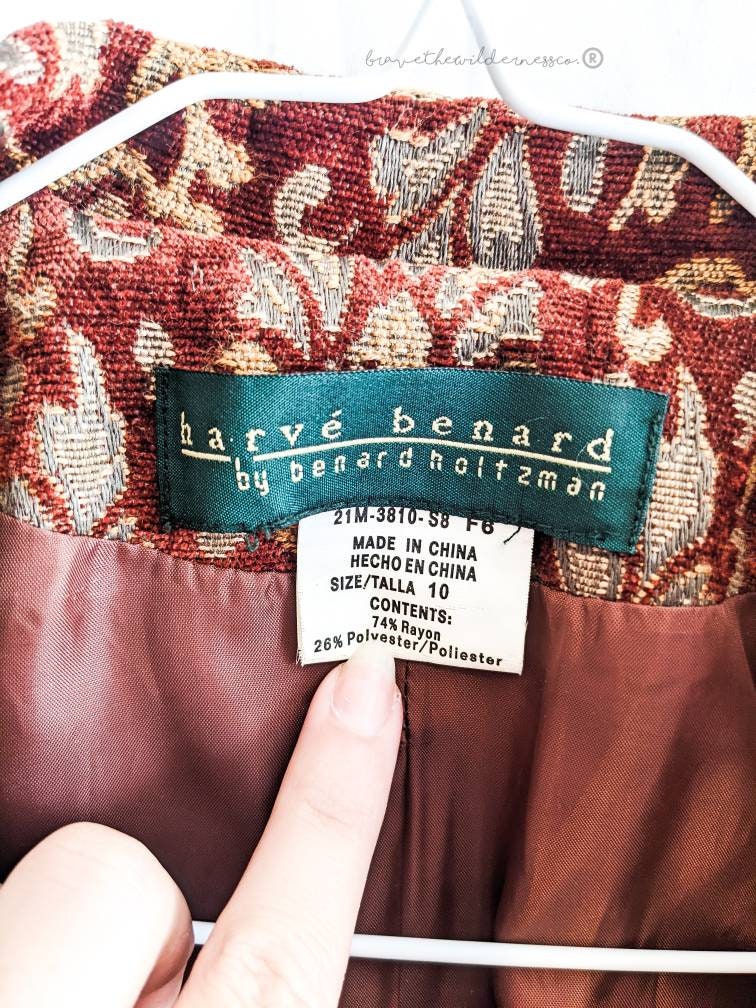 bravethewildernessco.®
harvé benard
by benard holtzman
21M-3810-S8 F6
MADE IN CHINA
HECHO EN CHINA
SIZE/TALLA 10
CONTENTS:
74% Rayon
26% Polyester/Poliester